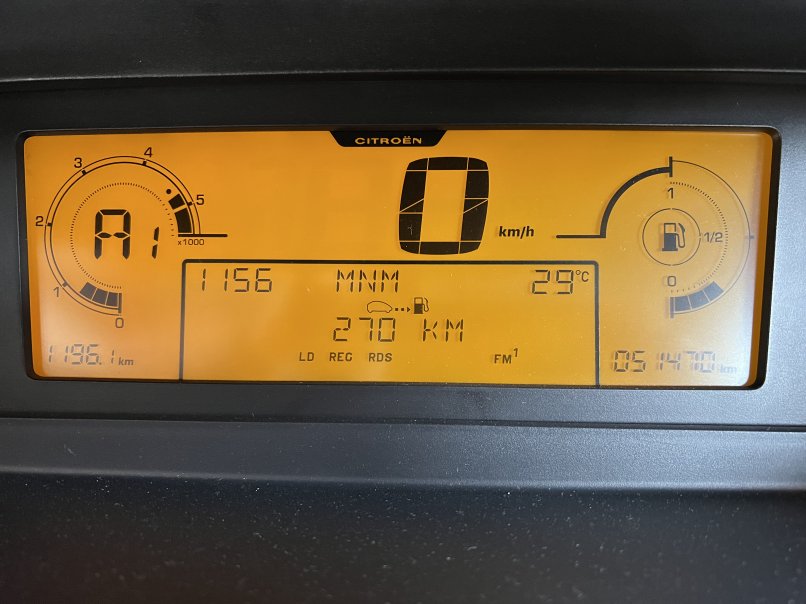 CITROËN
4
3
5
2
x1000
A1
1
0
0 km/h
1
1/2
0
1156 MNM 29°C
270 KM
LD REG RDS FM1
1196.1 km
051470 km